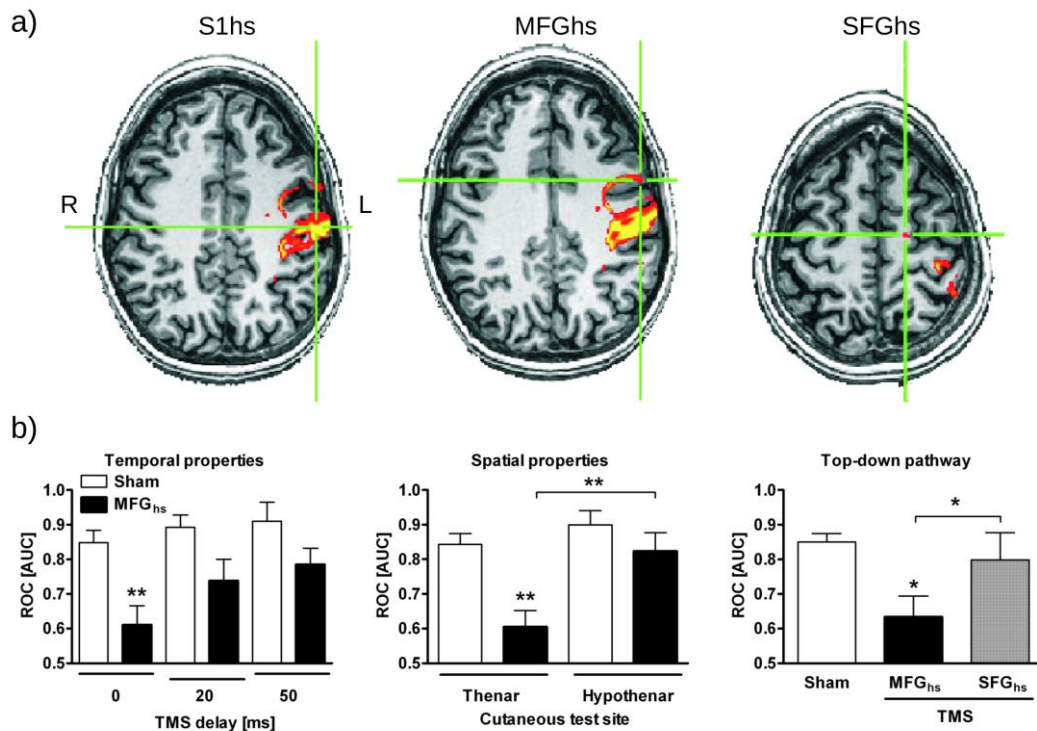 a)
S1hs MFGhs SFGhs
R L
b)
Temporal properties
Sham
MFGhs
ROC [AUC]
1.0
0.9
0.8
0.7
0.6
0.5
**
0 20 50
TMS delay [ms]
Spatial properties
ROC [AUC]
1.0
0.9
0.8
0.7
0.6
0.5
**
**
Thenar Hypothenar
Cutaneous test site
Top-down pathway
ROC [AUC]
1.0
0.9
0.8
0.7
0.6
0.5
*
*
Sham MFGhs SFGhs
TMS